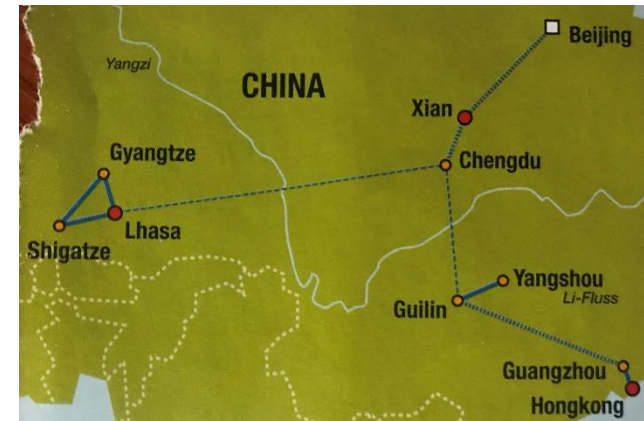 Beijing
Yangzi
CHINA
Xian
Gyangtze
Chengdu
Lhasa
Shigatze
Yangshou
Li-Fluss
Guilin
Guangzhou
Hongkong